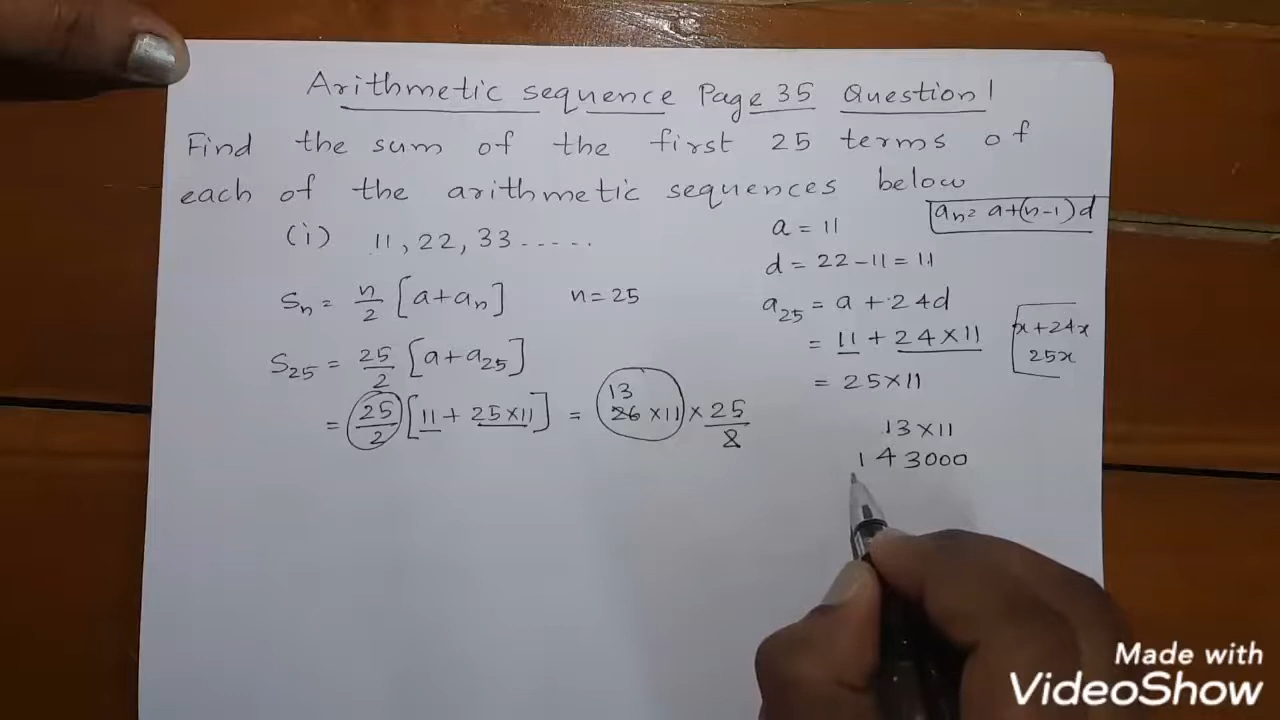 Arithmetic sequence Page 35 Question 1
Find the sum of the first 25 terms of
each of the arithmetic sequences below
(i) 11, 22, 33 .....
a = 11
an = a+(n-1)d
d = 22-11 = 11
Sn = n/2 [a+an] n=25
a25 = a + 24d
= 11 + 24×11
x+24x
25x
S25 = 25/2 [a+a25]
= 25×11
= 25/2 [11 + 25×11] = 26×11 × 25/2
13
13×11
143000
Made with
VideoShow